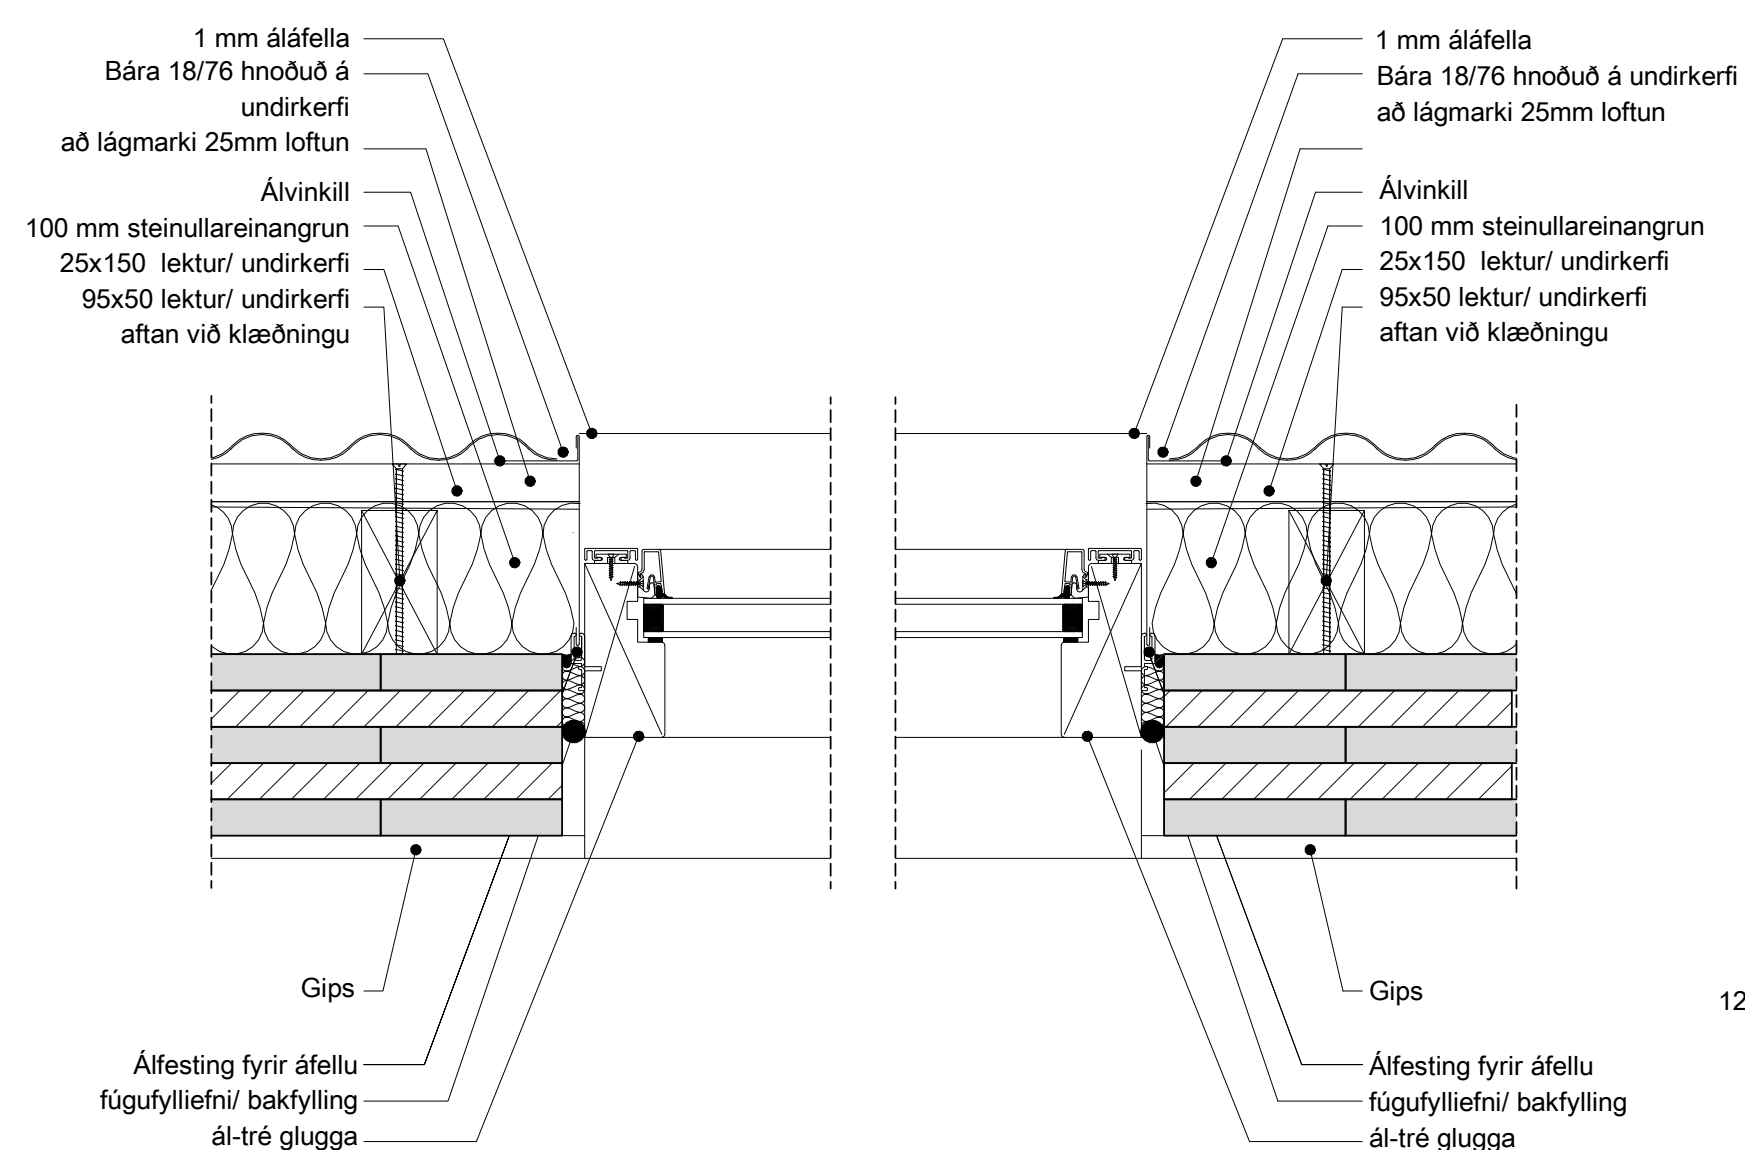 1 mm áláfella
Bára 18/76 hnoðuð á
undirkerfi
að lágmarki 25mm loftun
Álvinkill
100 mm steinullareinangrun
25x150 lektur/ undirkerfi
95x50 lektur/ undirkerfi
aftan við klæðningu
Gips
Álfesting fyrir áfellu
fúgufylliefni/ bakfylling
ál-tré glugga
1 mm áláfella
Bára 18/76 hnoðuð á undirkerfi
að lágmarki 25mm loftun
Álvinkill
100 mm steinullareinangrun
25x150 lektur/ undirkerfi
95x50 lektur/ undirkerfi
aftan við klæðningu
Gips
12
Álfesting fyrir áfellu
fúgufylliefni/ bakfylling
ál-tré glugga